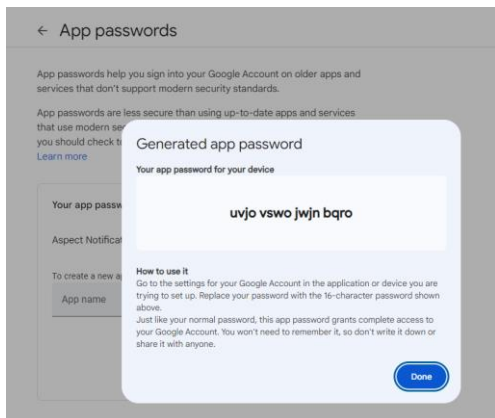 ← App passwords
App passwords help you sign into your Google Account on older apps and
services that don't support modern security standards.
App passwords are less secure than using up-to-date apps and services
that use modern
you should check
Learn more
Generated app password
Your app password for your device
uvjo vswo jwjn bqro
Your app
Aspect
How to use it
To create a new
Go to the settings for your Google Account in the application or device you are
trying to set up. Replace your password with the 16-character password shown
above.
App name
Just like your normal password, this app password grants complete access to
your Google Account. You won't need to remember it, so don't write it down or
share it with anyone.
Done